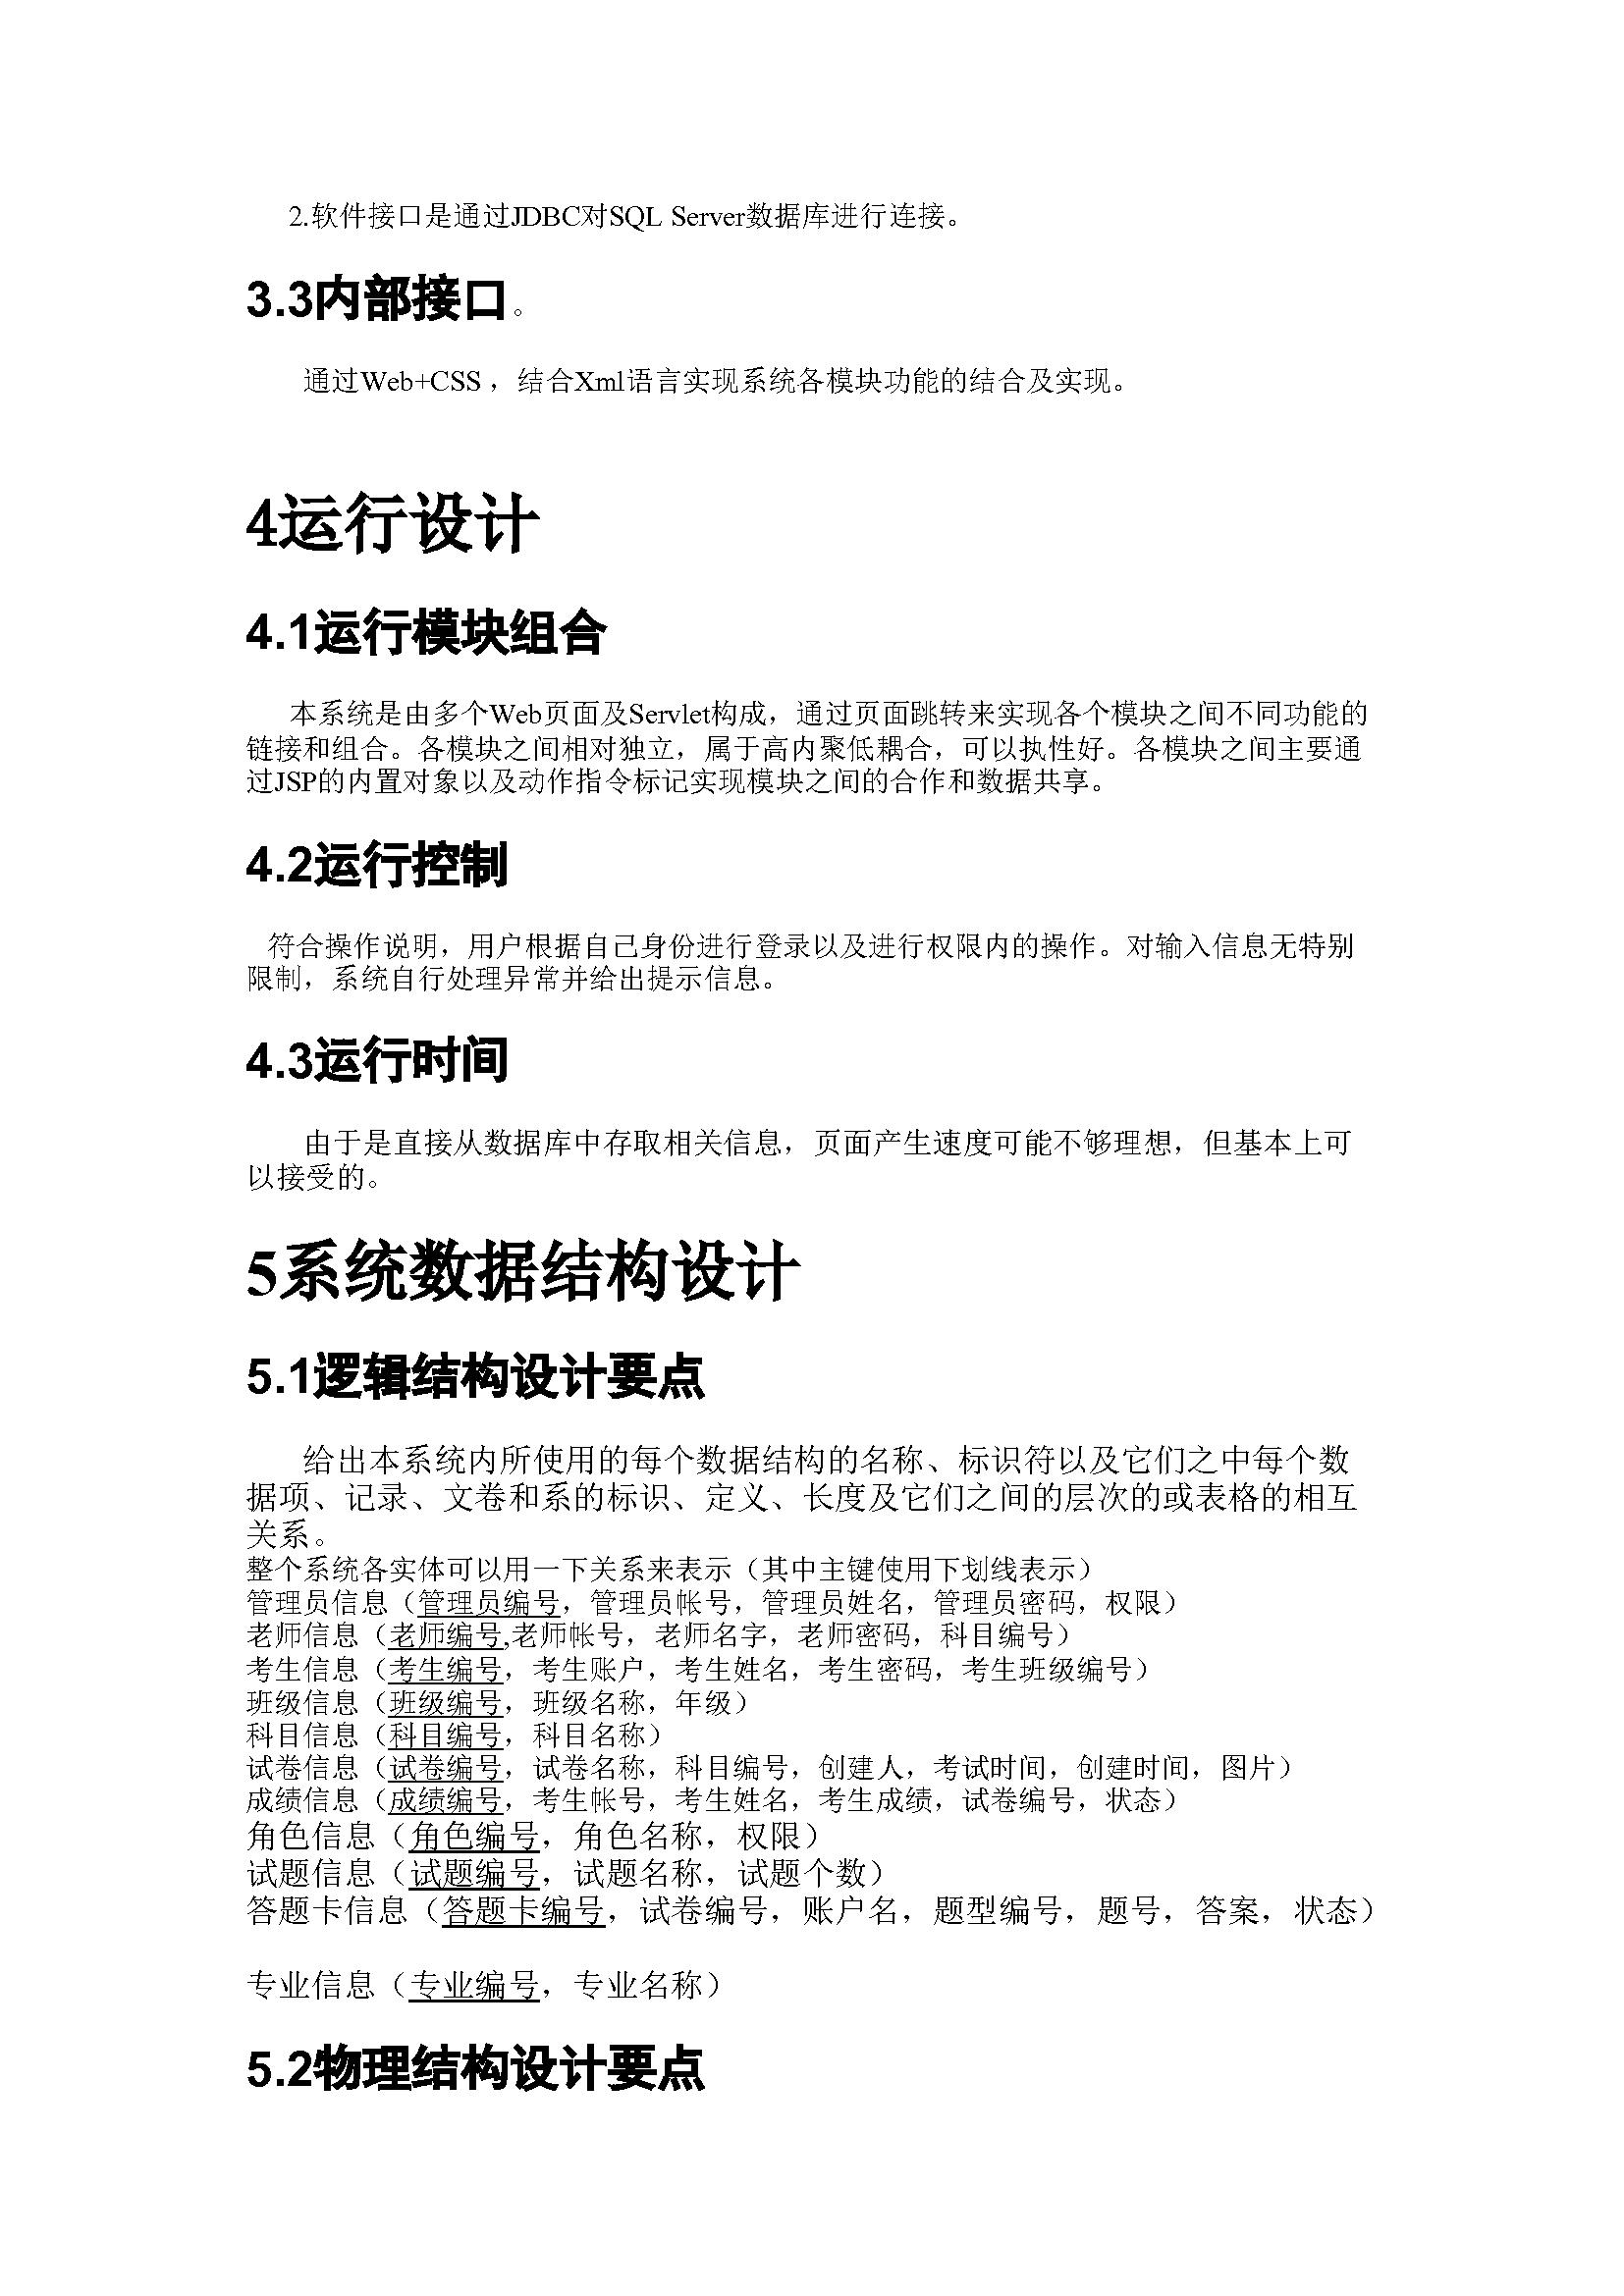 2.软件接口是通过JDBC对SQL Server数据库进行连接。
3.3内部接口。
通过Web+CSS，结合Xml语言实现系统各模块功能的结合及实现。
4运行设计
4.1运行模块组合
本系统是由多个Web页面及Servlet构成，通过页面跳转来实现各个模块之间不同功能的
链接和组合。各模块之间相对独立，属于高内聚低耦合，可以执性好。各模块之间主要通
过JSP的内置对象以及动作指令标记实现模块之间的合作和数据共享。
4.2运行控制
符合操作说明，用户根据自己身份进行登录以及进行权限内的操作。对输入信息无特别
限制，系统自行处理异常并给出提示信息。
4.3运行时间
由于是直接从数据库中存取相关信息，页面产生速度可能不够理想，但基本上可
以接受的。
5系统数据结构设计
5.1逻辑结构设计要点
给出本系统内所使用的每个数据结构的名称、标识符以及它们之中每个数
据项、记录、文卷和系的标识、定义、长度及它们之间的层次的或表格的相互
关系。
整个系统各实体可以用一下关系来表示（其中主键使用下划线表示）
管理员信息（管理员编号，管理员帐号，管理员姓名，管理员密码，权限）
老师信息（老师编号,老师帐号，老师名字，老师密码，科目编号）
考生信息（考生编号，考生账户，考生姓名，考生密码，考生班级编号）
班级信息（班级编号，班级名称，年级）
科目信息（科目编号，科目名称）
试卷信息（试卷编号，试卷名称，科目编号，创建人，考试时间，创建时间，图片）
成绩信息（成绩编号，考生帐号，考生姓名，考生成绩，试卷编号，状态）
角色信息（角色编号，角色名称，权限）
试题信息（试题编号，试题名称，试题个数）
答题卡信息（答题卡编号，试卷编号，账户名，题型编号，题号，答案，状态）
专业信息（专业编号，专业名称）
5.2物理结构设计要点